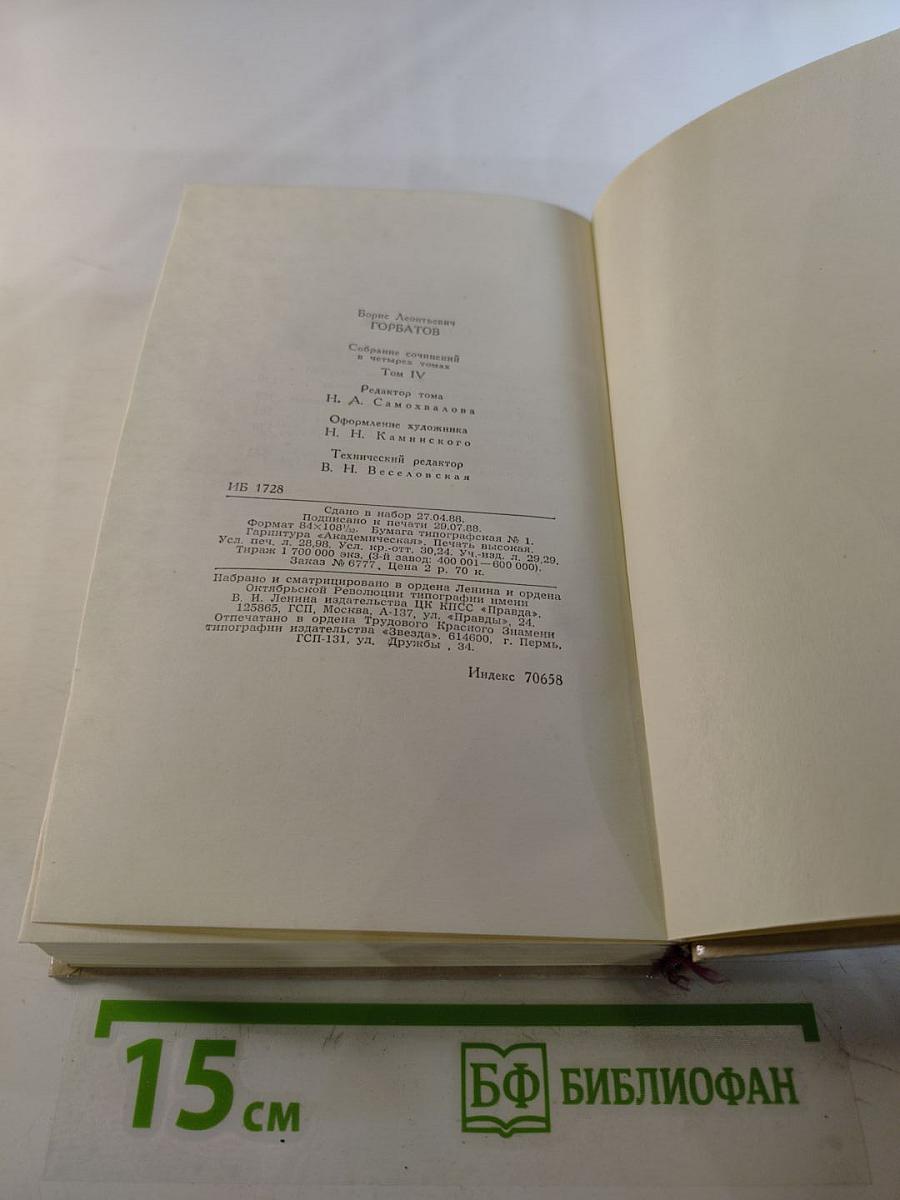 Борис Леонтьевич
ГОРБАТОВ
Собрание сочинений
в четырех томах
Том IV
Редактор тома
Н. А. Самохвалова
Оформление художника
Н. Н. Каминского
Технический редактор
В. Н. Веселовская
ИБ 1728
Сдано в набор 27.04.88.
Подписано к печати 29.07.88.
Формат 84×108¹/₃₂. Бумага типографская № 1.
Гарнитура «Академическая». Печать высокая.
Усл. печ. л. 28,98. Усл. кр.-отт. 30,24. Уч.-изд. л. 29,29.
Тираж 1 700 000 экз. (3-й завод: 400 001—600 000).
Заказ № 6777. Цена 2 р. 70 к.
Набрано и сматрицировано в ордена Ленина и ордена
Октябрьской Революции типографии имени
В. И. Ленина издательства ЦК КПСС «Правда».
125865, ГСП, Москва, А-137, ул. «Правды», 24.
Отпечатано в ордена Трудового Красного Знамени
типографии издательства «Звезда». 614600, г. Пермь,
ГСП-131, ул. Дружбы, 34.
Индекс 70658
15 см
БФ БИБЛИОФАН